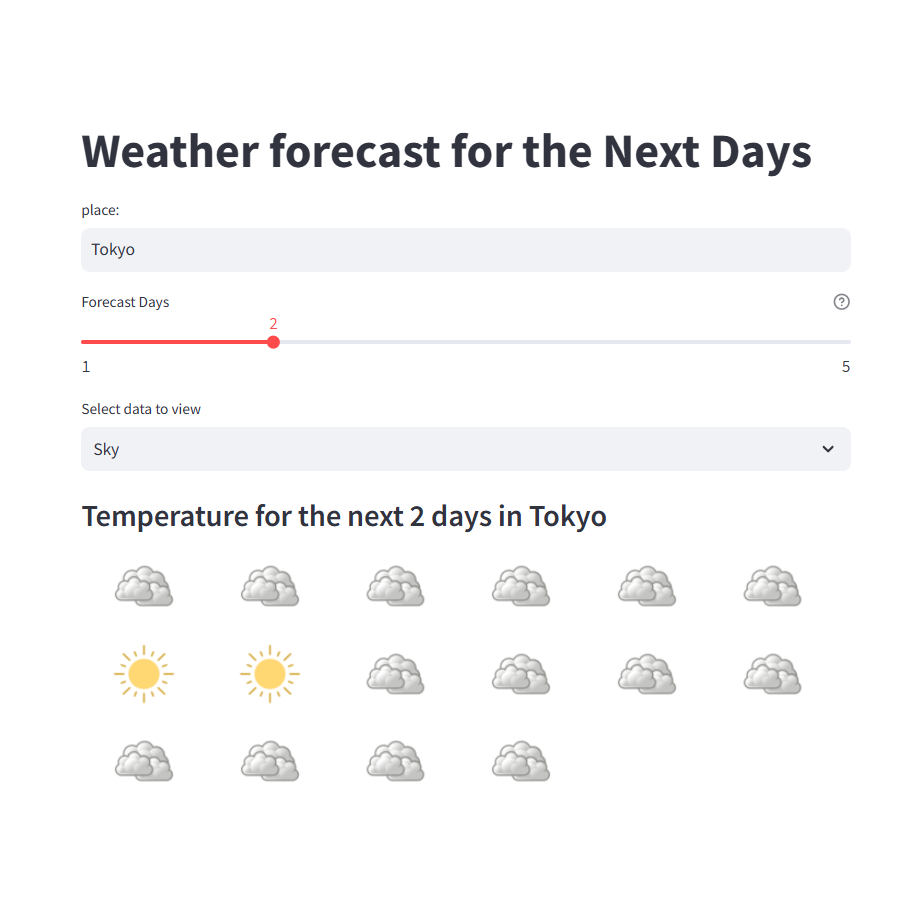 Weather forecast for the Next Days
place:
Tokyo
Forecast Days
2
1 5
Select data to view
Sky
Temperature for the next 2 days in Tokyo